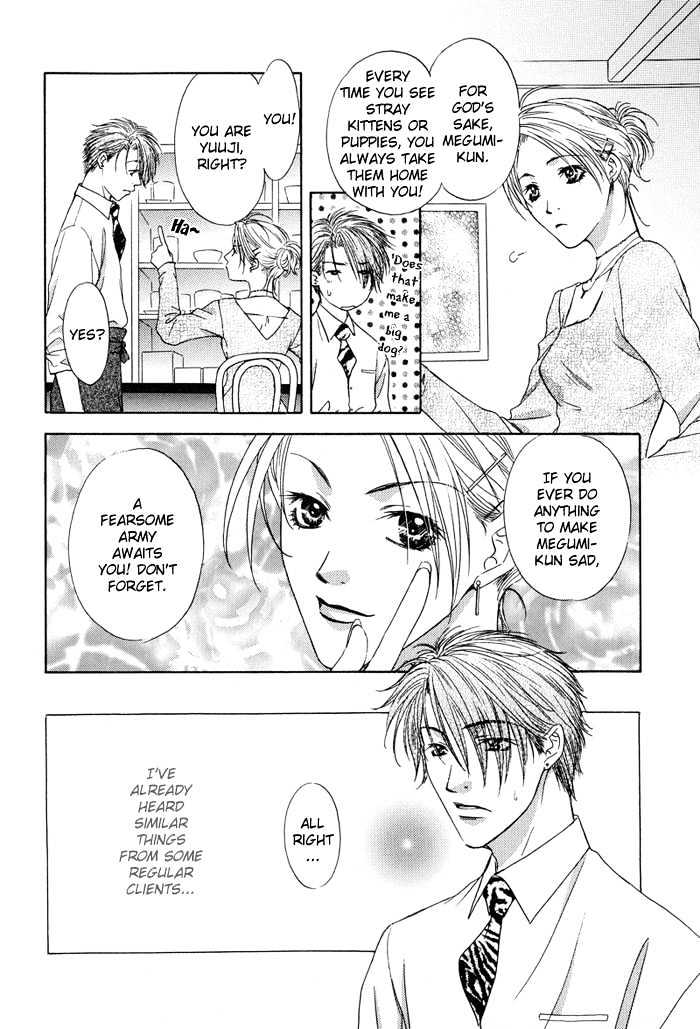 FOR
GOD'S
SAKE,
MEGUMI-
KUN.
EVERY
TIME YOU SEE
STRAY
KITTENS OR
PUPPIES, YOU
ALWAYS TAKE
THEM HOME
WITH YOU!
'Does
that
make
me a
big
dog?'
YOU!
YOU ARE
YUUJI,
RIGHT?
Ha~
YES?
IF YOU
EVER DO
ANYTHING
TO MAKE
MEGUMI-
KUN SAD,
A
FEARSOME
ARMY
AWAITS
YOU! DON'T
FORGET.
ALL
RIGHT
...
I'VE
ALREADY
HEARD
SIMILAR
THINGS
FROM SOME
REGULAR
CLIENTS...